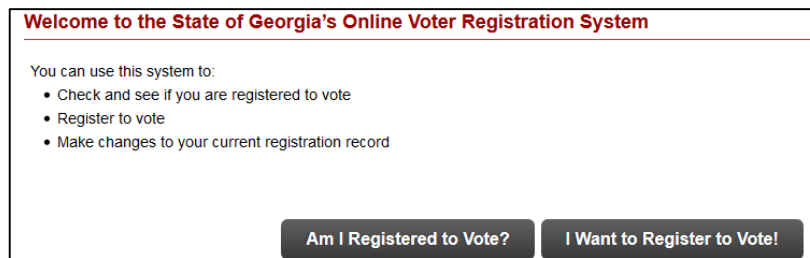 Welcome to the State of Georgia’s Online Voter Registration System
You can use this system to:
• Check and see if you are registered to vote
• Register to vote
• Make changes to your current registration record
Am I Registered to Vote? I Want to Register to Vote!